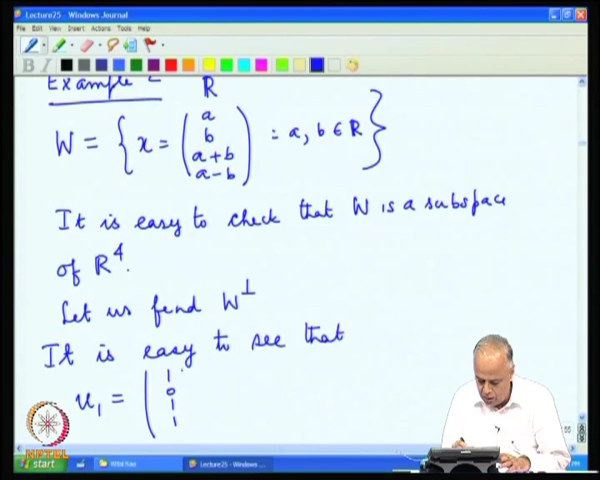 Lecture25 - Windows Journal
File Edit View Insert Actions Tools Help
B I
Example 2 R
W = { x = ( a b a+b a-b ) : a, b ∈ R }
It is easy to check that W is a subspace
of R⁴.
Let us find W⊥
It is easy to see that
u₁ = ( 1 0 1 1
NPTEL
start
Lecture25 - Windows ...